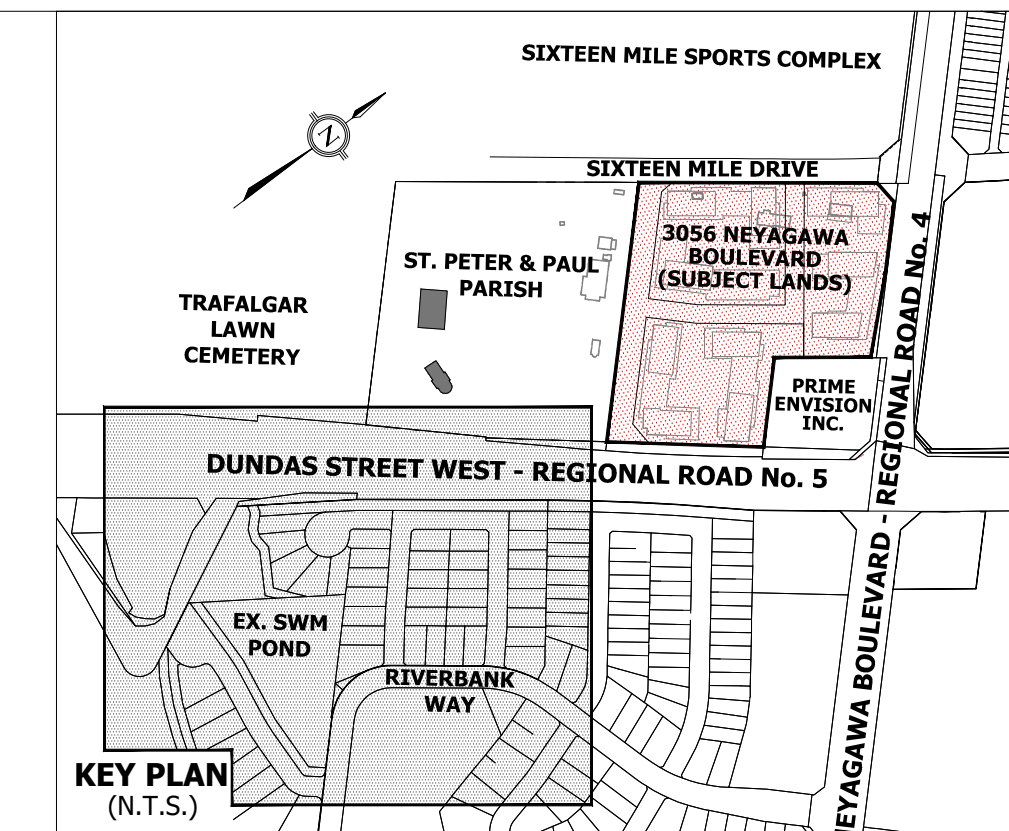 SIXTEEN MILE SPORTS COMPLEX
N
SIXTEEN MILE DRIVE
3056 NEYAGAWA
BOULEVARD
(SUBJECT LANDS)
ST. PETER & PAUL
PARISH
TRAFALGAR
LAWN
CEMETERY
PRIME
ENVISION
INC.
DUNDAS STREET WEST - REGIONAL ROAD No. 5
NEYAGAWA BOULEVARD - REGIONAL ROAD No. 4
EX. SWM
POND
RIVERBANK
WAY
KEY PLAN
(N.T.S.)